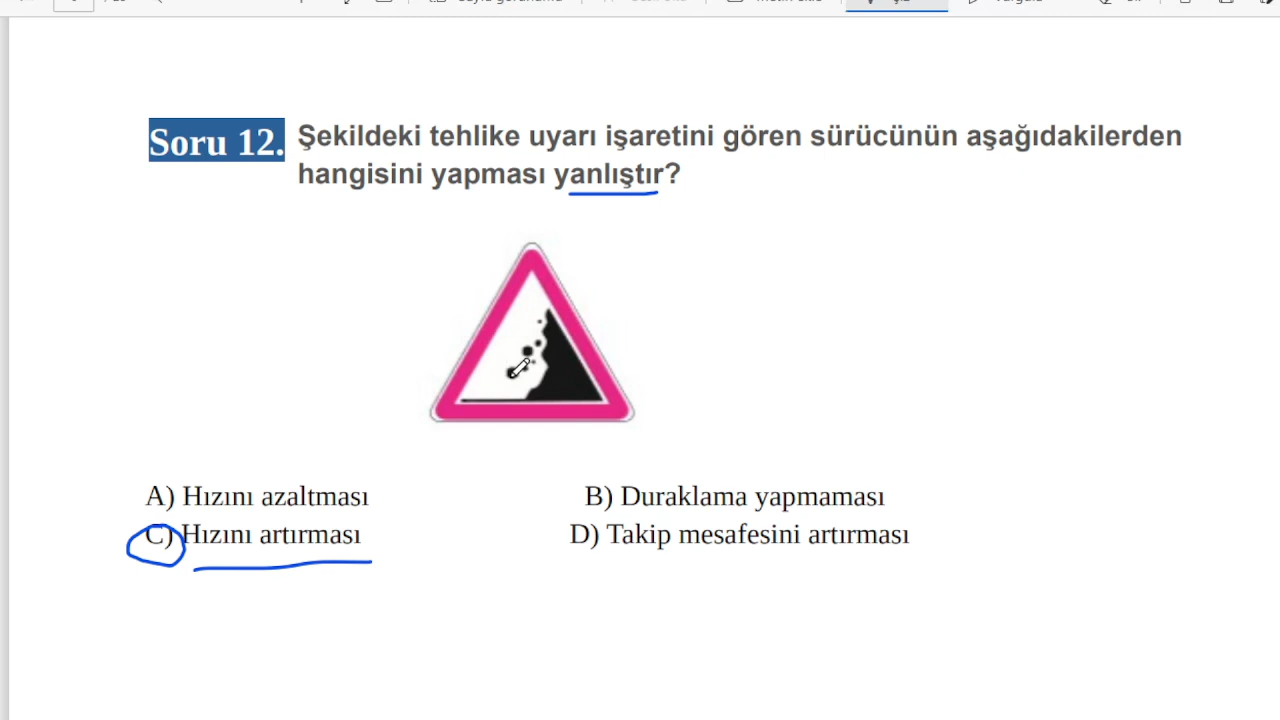 Soru 12. Şekildeki tehlike uyarı işaretini gören sürücünün aşağıdakilerden
hangisini yapması yanlıştır?
A) Hızını azaltması B) Duraklama yapmaması
C) Hızını artırması D) Takip mesafesini artırması